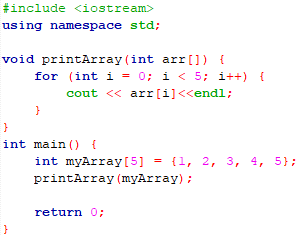 #include <iostream>
using namespace std;

void printArray(int arr[]) {
    for (int i = 0; i < 5; i++) {
        cout << arr[i]<<endl;
    }
}
int main() {
    int myArray[5] = {1, 2, 3, 4, 5};
    printArray(myArray);

    return 0;
}